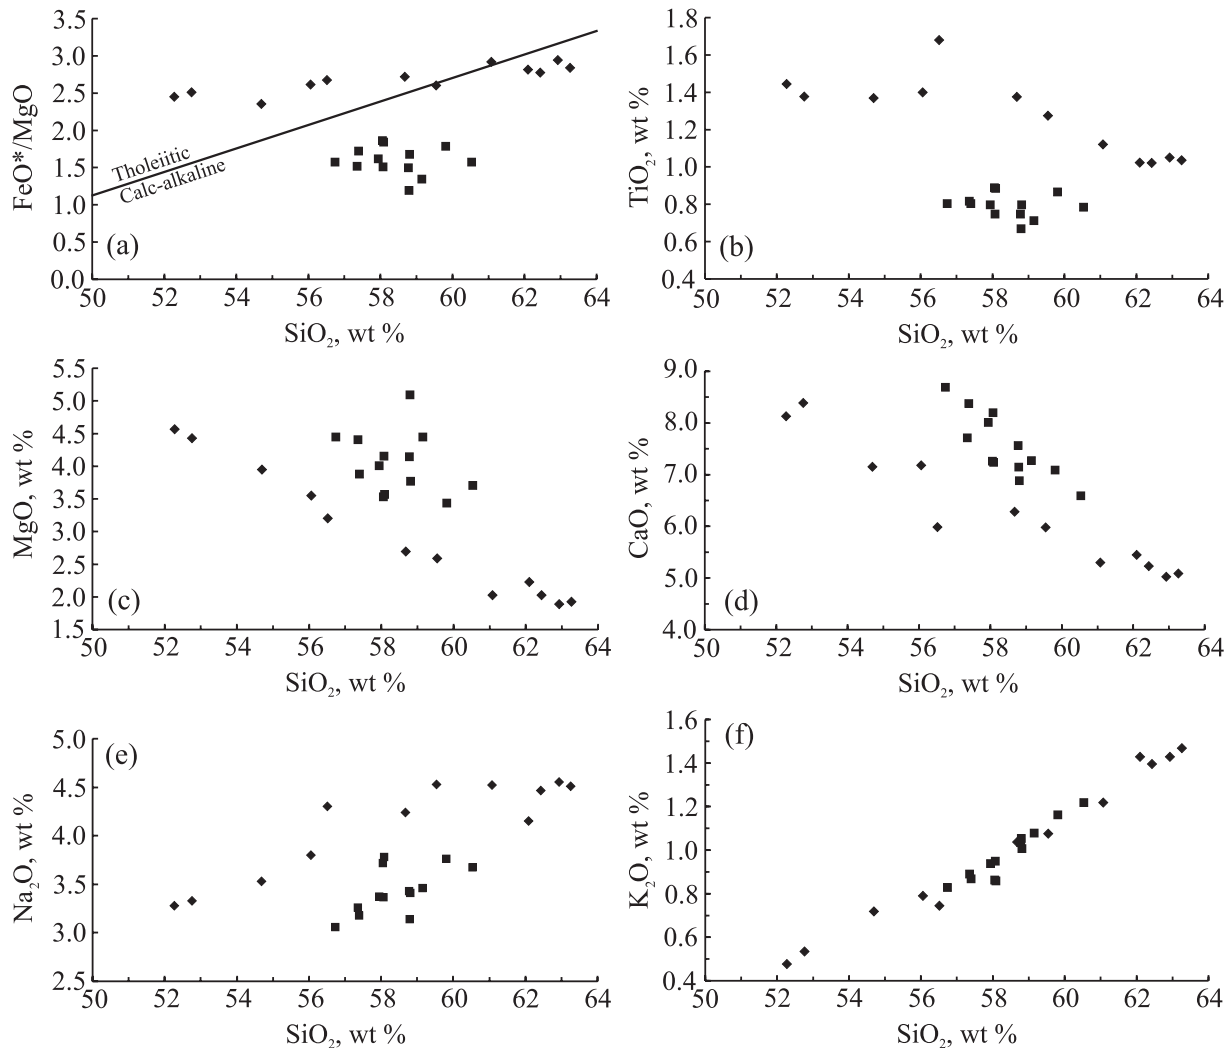 3.5
3.0
2.5
2.0
1.5
1.0
0.5
0.0
FeO*/MgO
Tholeiitic
Calc-alkaline
(a)
50 52 54 56 58 60 62 64
SiO₂, wt %
1.8
1.6
1.4
1.2
1.0
0.8
0.6
0.4
TiO₂, wt %
(b)
50 52 54 56 58 60 62 64
SiO₂, wt %
5.5
5.0
4.5
4.0
3.5
3.0
2.5
2.0
1.5
MgO, wt %
(c)
50 52 54 56 58 60 62 64
SiO₂, wt %
9.0
8.0
7.0
6.0
5.0
4.0
CaO, wt %
(d)
50 52 54 56 58 60 62 64
SiO₂, wt %
5.0
4.5
4.0
3.5
3.0
2.5
Na₂O, wt %
(e)
50 52 54 56 58 60 62 64
SiO₂, wt %
1.6
1.4
1.2
1.0
0.8
0.6
0.4
K₂O, wt %
(f)
50 52 54 56 58 60 62 64
SiO₂, wt %